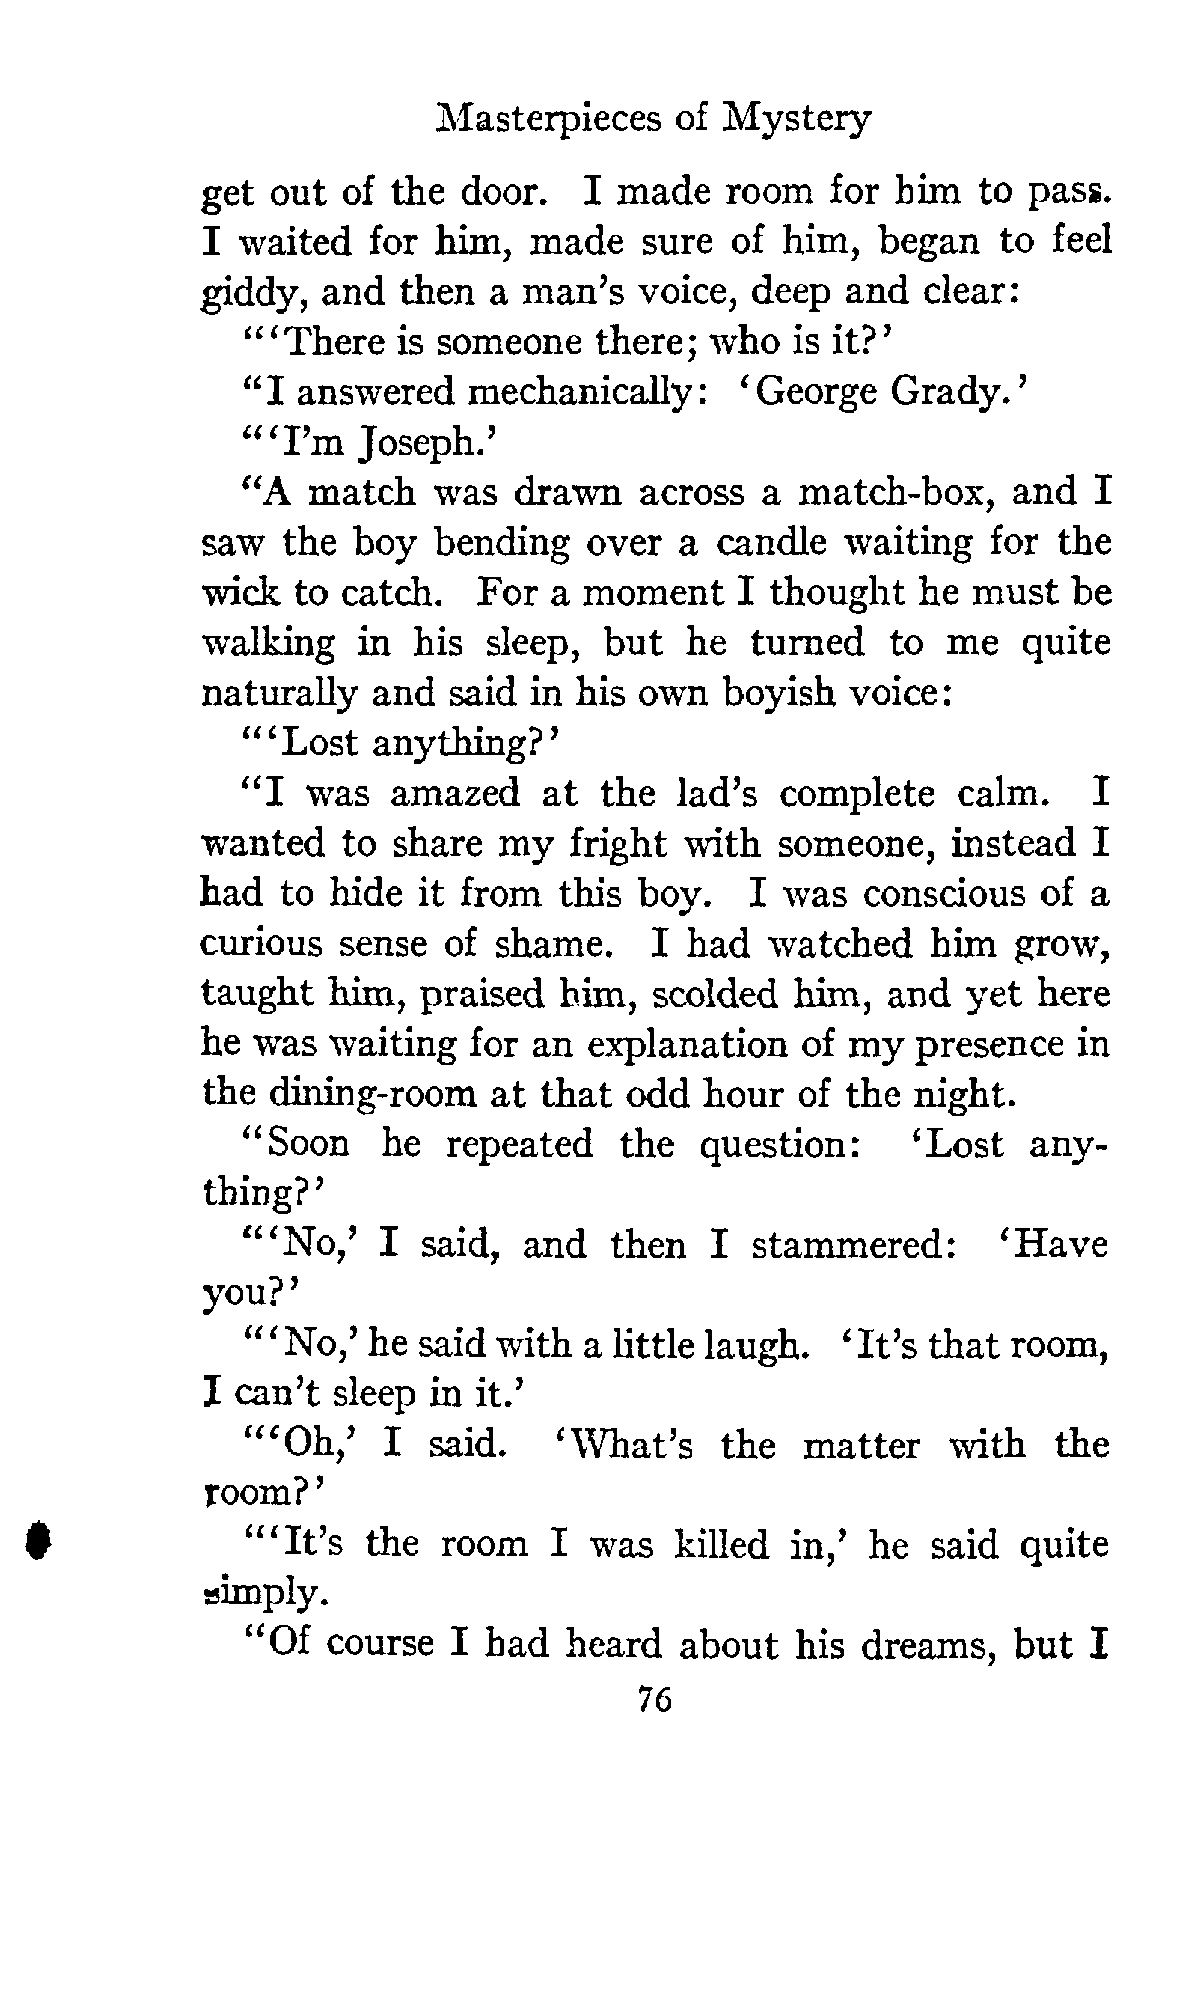 Masterpieces of Mystery
get out of the door. I made room for him to pass.
I waited for him, made sure of him, began to feel
giddy, and then a man's voice, deep and clear:
"'There is someone there; who is it?'
"I answered mechanically: 'George Grady.'
"'I'm Joseph.'
"A match was drawn across a match-box, and I
saw the boy bending over a candle waiting for the
wick to catch. For a moment I thought he must be
walking in his sleep, but he turned to me quite
naturally and said in his own boyish voice:
"'Lost anything?'
"I was amazed at the lad's complete calm. I
wanted to share my fright with someone, instead I
had to hide it from this boy. I was conscious of a
curious sense of shame. I had watched him grow,
taught him, praised him, scolded him, and yet here
he was waiting for an explanation of my presence in
the dining-room at that odd hour of the night.
"Soon he repeated the question: 'Lost any-
thing?'
"'No,' I said, and then I stammered: 'Have
you?'
"'No,' he said with a little laugh. 'It's that room,
I can't sleep in it.'
"'Oh,' I said. 'What's the matter with the
room?'
"'It's the room I was killed in,' he said quite
simply.
"Of course I had heard about his dreams, but I
76